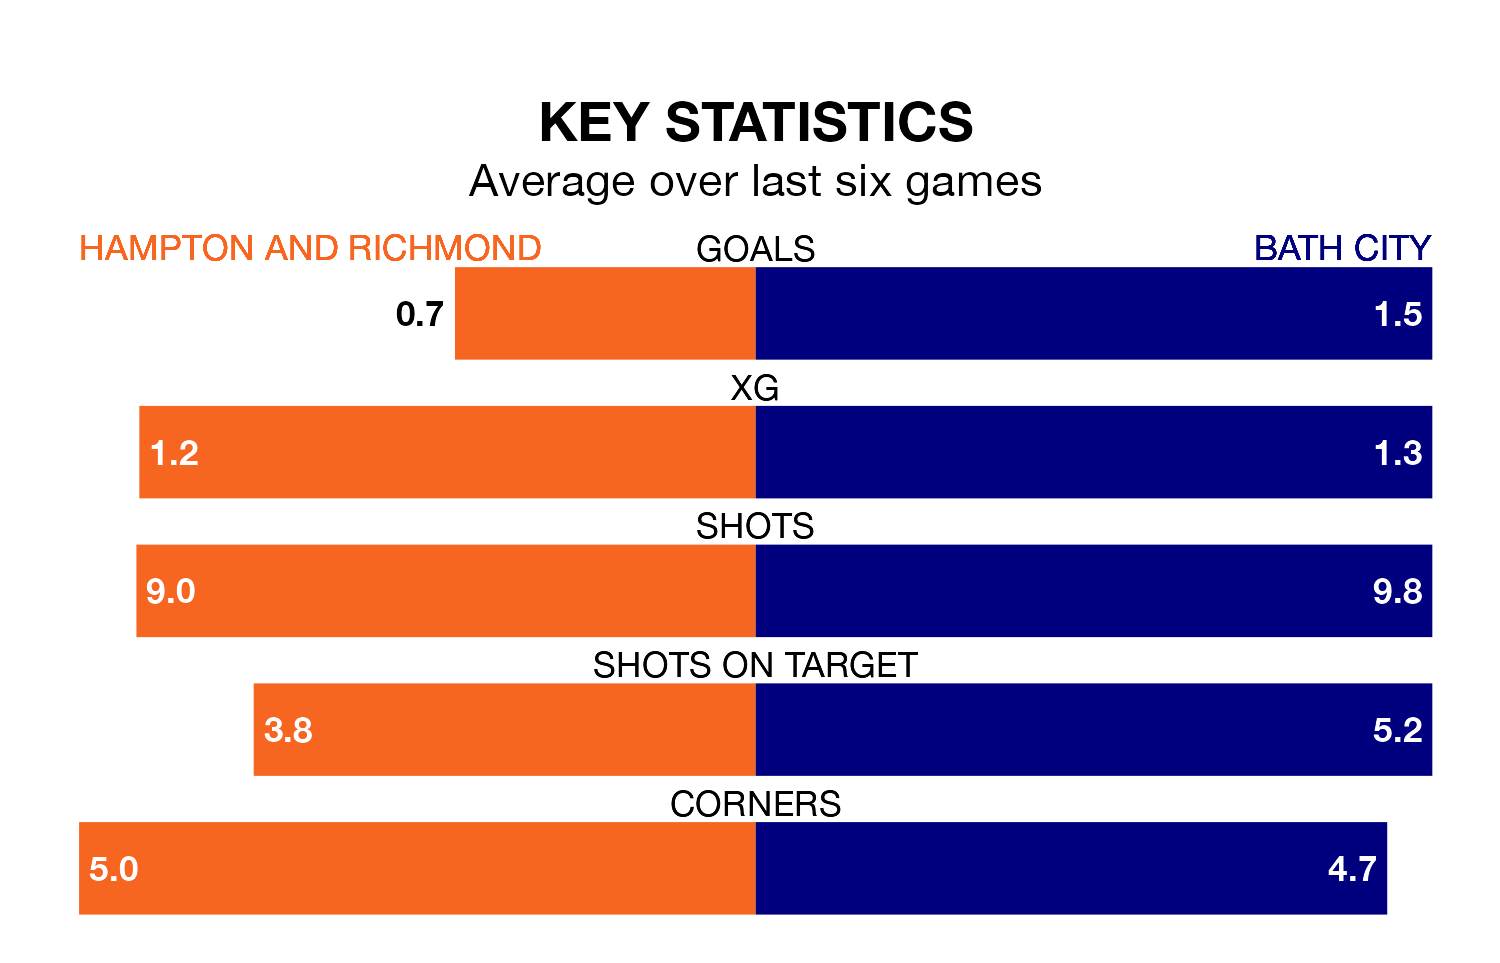 KEY STATISTICS
Average over last six games
HAMPTON AND RICHMOND GOALS BATH CITY
0.7 1.5
XG
1.2 1.3
SHOTS
9.0 9.8
SHOTS ON TARGET
3.8 5.2
CORNERS
5.0 4.7